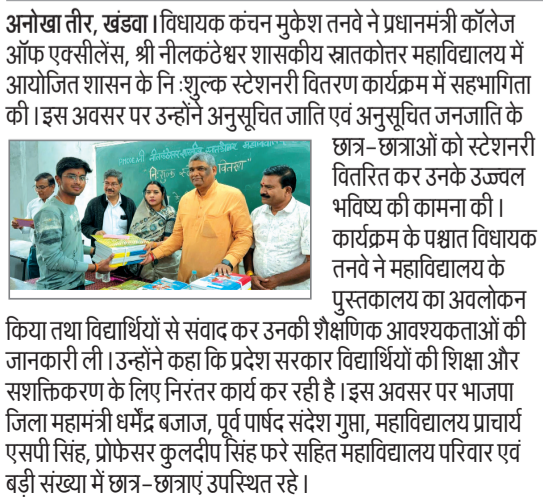 अनोखा तीर, खंडवा। विधायक कंचन मुकेश तनवे ने प्रधानमंत्री कॉलेज
ऑफ एक्सीलेंस, श्री नीलकंठेश्वर शासकीय स्नातकोत्तर महाविद्यालय में
आयोजित शासन के नि :शुल्क स्टेशनरी वितरण कार्यक्रम में सहभागिता
की। इस अवसर पर उन्होंने अनुसूचित जाति एवं अनुसूचित जनजाति के
छात्र-छात्राओं को स्टेशनरी
वितरित कर उनके उज्ज्वल
भविष्य की कामना की।
कार्यक्रम के पश्चात विधायक
तनवे ने महाविद्यालय के
पुस्तकालय का अवलोकन
किया तथा विद्यार्थियों से संवाद कर उनकी शैक्षणिक आवश्यकताओं की
जानकारी ली। उन्होंने कहा कि प्रदेश सरकार विद्यार्थियों की शिक्षा और
सशक्तिकरण के लिए निरंतर कार्य कर रही है। इस अवसर पर भाजपा
जिला महामंत्री धर्मेंद्र बजाज, पूर्व पार्षद संदेश गुप्ता, महाविद्यालय प्राचार्य
एसपी सिंह, प्रोफेसर कुलदीप सिंह फरे सहित महाविद्यालय परिवार एवं
बड़ी संख्या में छात्र-छात्राएं उपस्थित रहे।